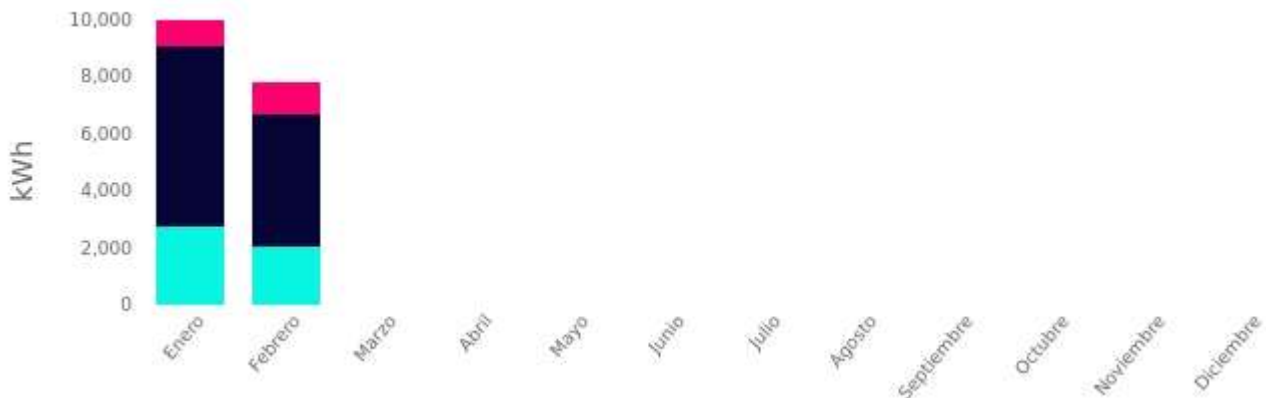 10,000
8,000
6,000
4,000
2,000
0
kWh
Enero
Febrero
Marzo
Abril
Mayo
Junio
Julio
Agosto
Septiembre
Octubre
Noviembre
Diciembre